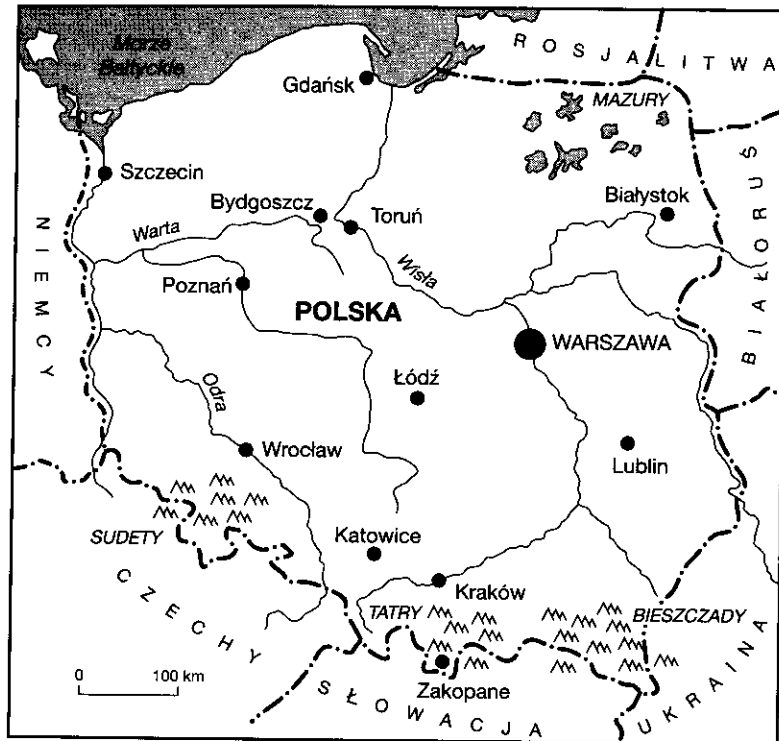 Morze
Bałtyckie
ROSJA
LITWA
Gdańsk
MAZURY
Szczecin
Bydgoszcz
Toruń
Białystok
BIAŁORUŚ
NIEMCY
Warta
Wisła
Poznań
POLSKA
WARSZAWA
Łódź
Odra
Wrocław
Lublin
SUDETY
Katowice
Kraków
TATRY
BIESZCZADY
CZECHY
0 100 km
Zakopane
SŁOWACJA
UKRAINA